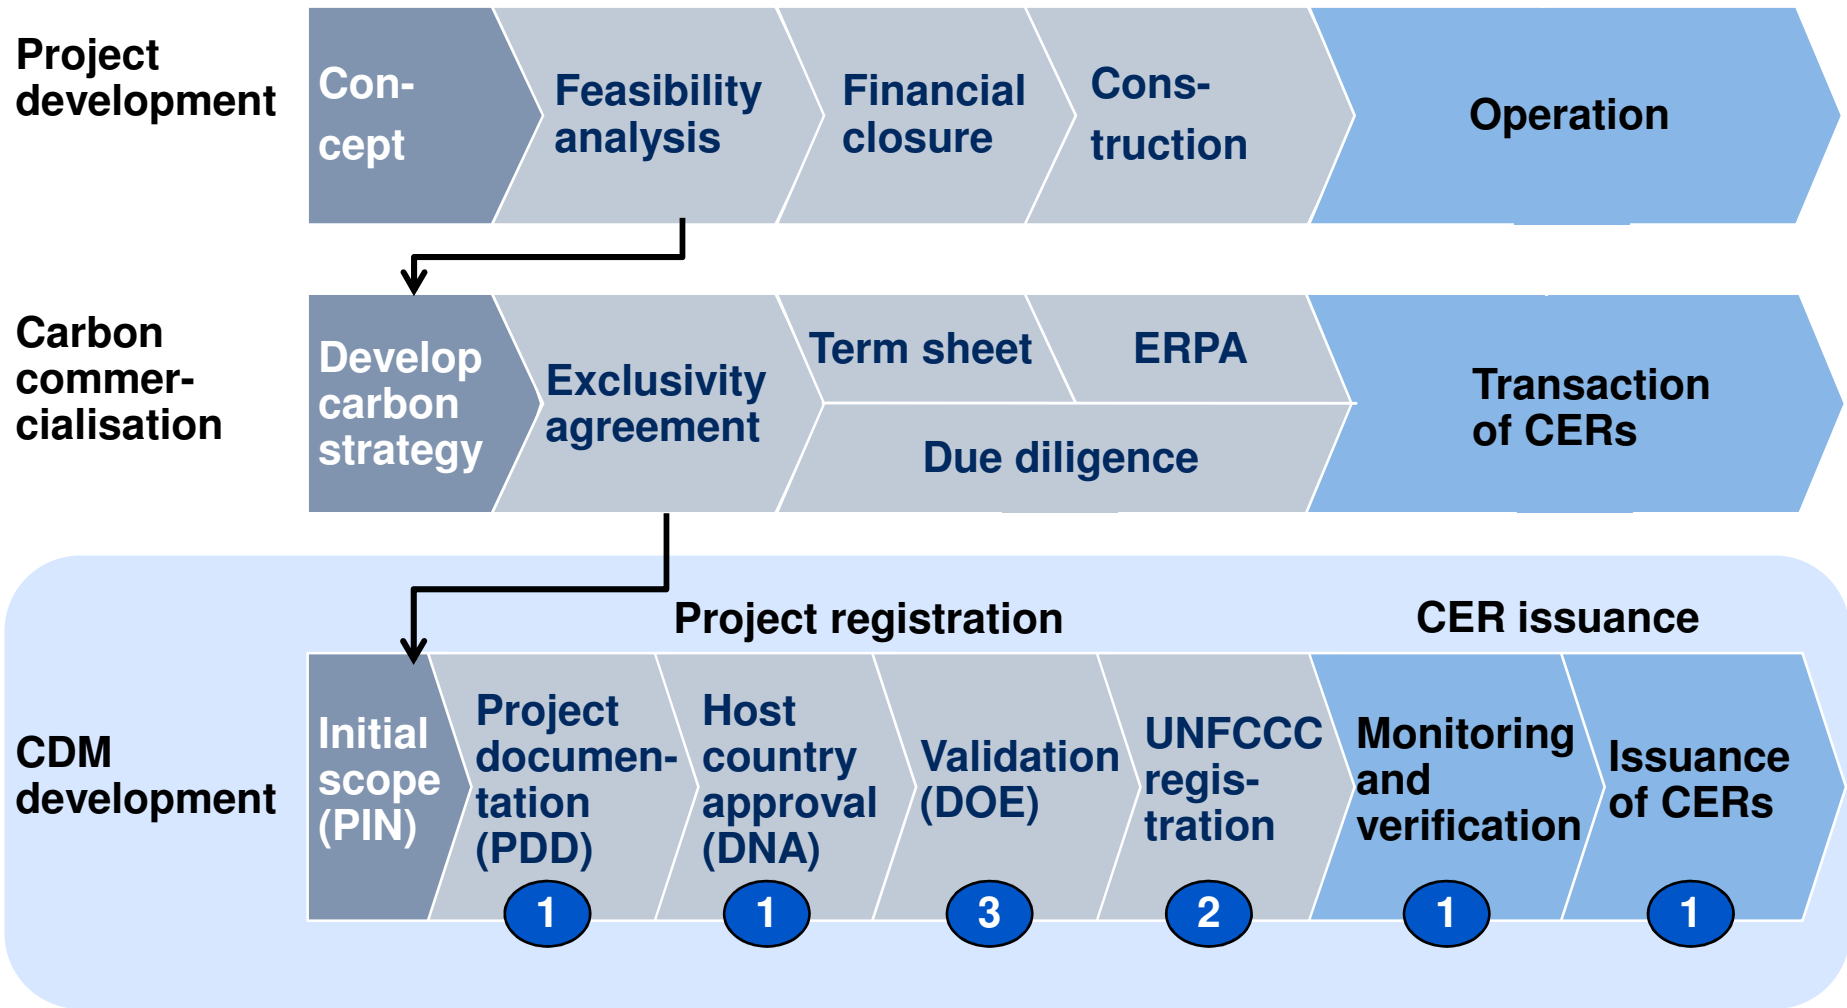 Project
development
Con-
cept
Feasibility
analysis
Financial
closure
Cons-
truction
Operation
Carbon
commer-
cialisation
Develop
carbon
strategy
Exclusivity
agreement
Term sheet
ERPA
Due diligence
Transaction
of CERs
Project registration
CER issuance
CDM
development
Initial
scope
(PIN)
Project
documen-
tation
(PDD)
Host
country
approval
(DNA)
Validation
(DOE)
UNFCCC
regis-
tration
Monitoring
and
verification
Issuance
of CERs
1
1
3
2
1
1